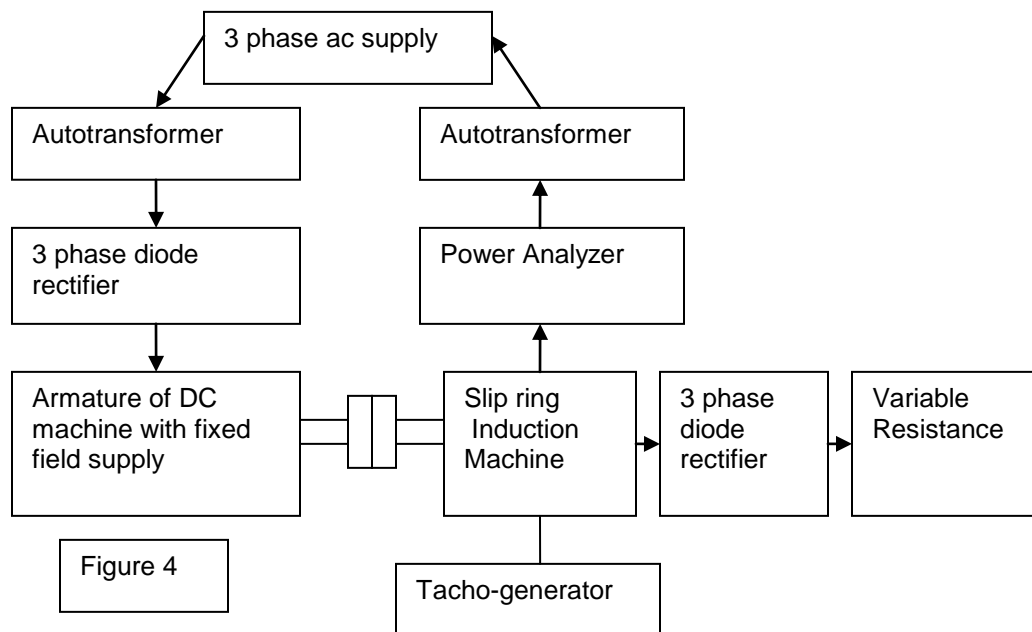 3 phase ac supply
Autotransformer
Autotransformer
3 phase diode
rectifier
Power Analyzer
Armature of DC
machine with fixed
field supply
Slip ring
Induction
Machine
3 phase
diode
rectifier
Variable
Resistance
Figure 4
Tacho-generator